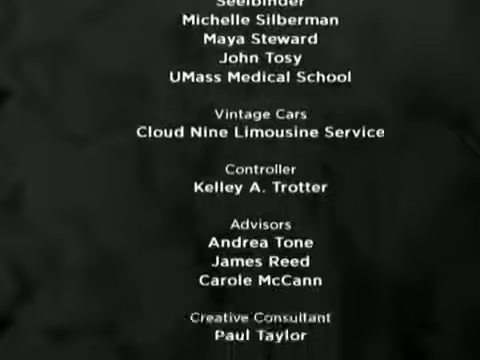 Seelbinder
Michelle Silberman
Maya Steward
John Tosy
UMass Medical School
Vintage Cars
Cloud Nine Limousine Service
Controller
Kelley A. Trotter
Advisors
Andrea Tone
James Reed
Carole McCann
Creative Consultant
Paul Taylor